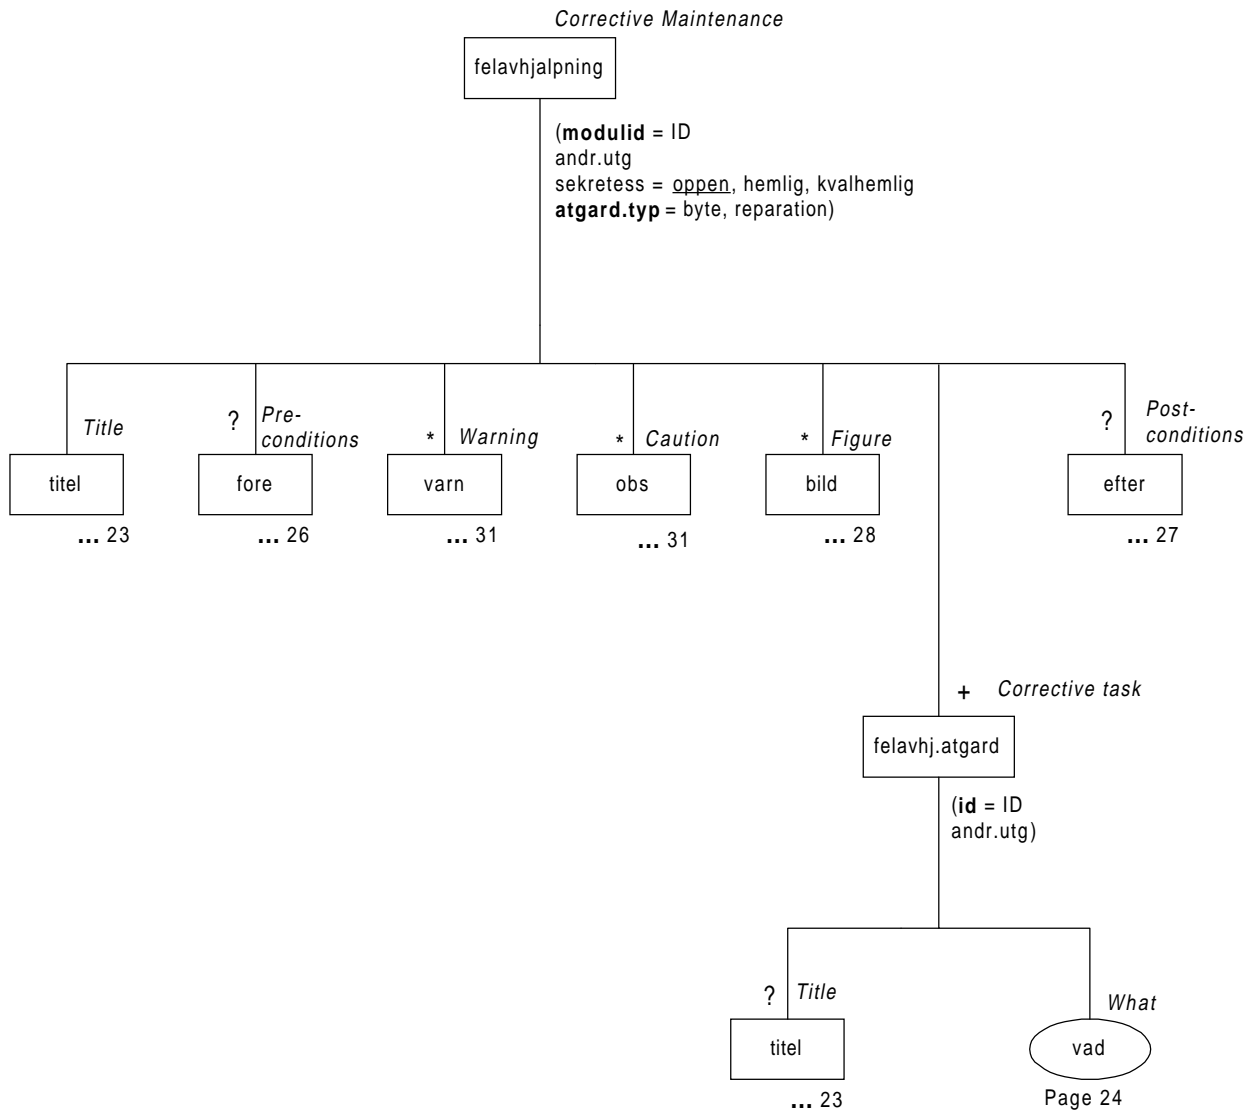 Corrective Maintenance
felavhjalpning
(modulid = ID
andr.utg
sekretess = oppen, hemlig, kvalhemlig
atgard.typ = byte, reparation)
Title
titel
... 23
? Pre-
conditions
fore
... 26
* Warning
varn
... 31
* Caution
obs
... 31
* Figure
bild
... 28
? Post-
conditions
efter
... 27
+ Corrective task
felavhj.atgard
(id = ID
andr.utg)
? Title
titel
... 23
What
vad
Page 24